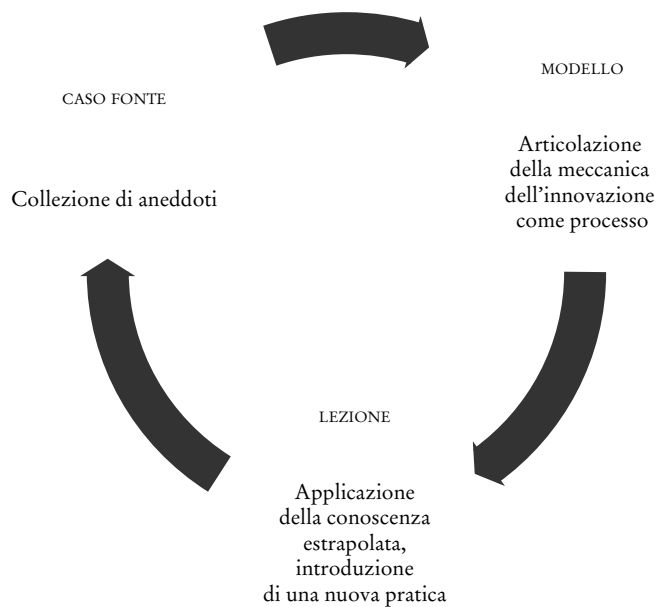 CASO FONTE
Collezione di aneddoti
MODELLO
Articolazione
della meccanica
dell’innovazione
come processo
LEZIONE
Applicazione
della conoscenza
estrapolata,
introduzione
di una nuova pratica